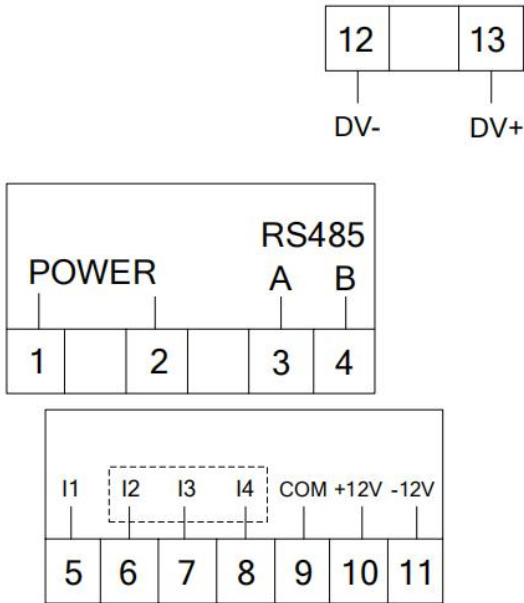 12 13
DV- DV+
RS485
POWER A B
1 2 3 4
I1 I2 I3 I4 COM +12V -12V
5 6 7 8 9 10 11